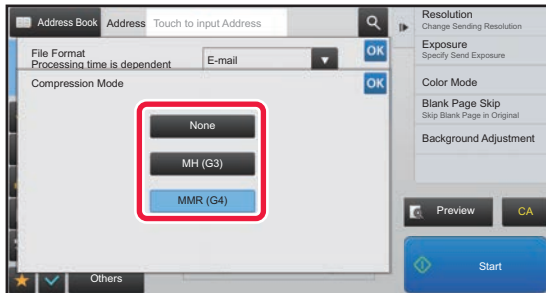 Address Book Address Touch to input Address
File Format
Processing time is dependent
E-mail
OK
Compression Mode
OK
None
MH (G3)
MMR (G4)
Others
Resolution
Change Sending Resolution
Exposure
Specify Send Exposure
Color Mode
Blank Page Skip
Skip Blank Page in Original
Background Adjustment
Preview
CA
Start